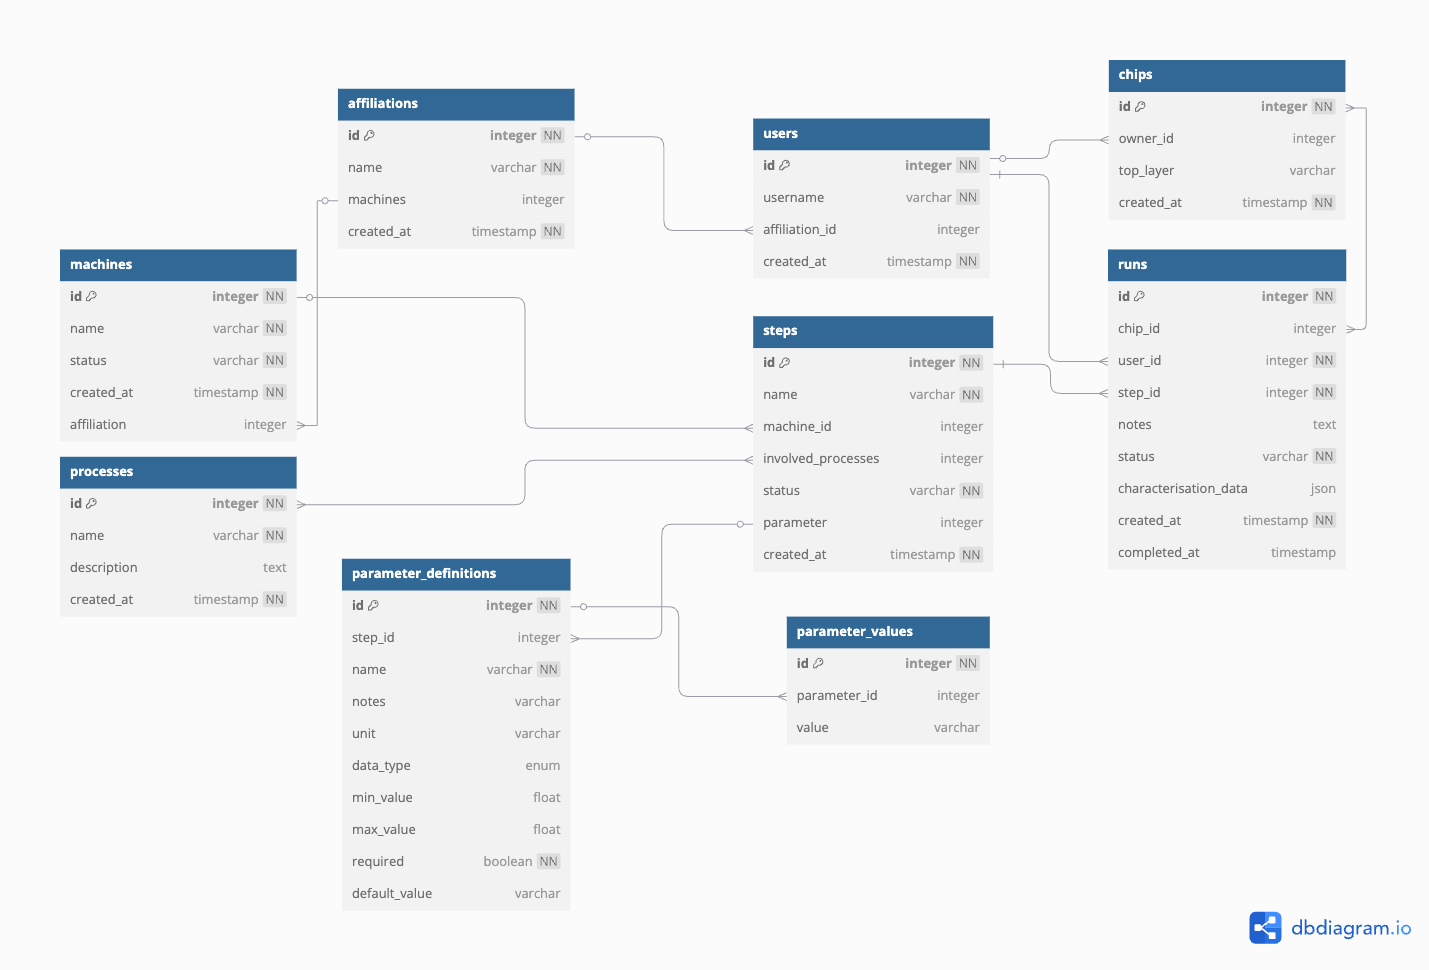 affiliations
id integer NN
name varchar NN
machines integer
created_at timestamp NN
machines
id integer NN
name varchar NN
status varchar NN
created_at timestamp NN
affiliation integer
processes
id integer NN
name varchar NN
description text
created_at timestamp NN
parameter_definitions
id integer NN
step_id integer
name varchar NN
notes varchar
unit varchar
data_type enum
min_value float
max_value float
required boolean NN
default_value varchar
users
id integer NN
username varchar NN
affiliation_id integer
created_at timestamp NN
steps
id integer NN
name varchar NN
machine_id integer
involved_processes integer
status varchar NN
parameter integer
created_at timestamp NN
parameter_values
id integer NN
parameter_id integer
value varchar
chips
id integer NN
owner_id integer
top_layer varchar
created_at timestamp NN
runs
id integer NN
chip_id integer
user_id integer NN
step_id integer NN
notes text
status varchar NN
characterisation_data json
created_at timestamp NN
completed_at timestamp
dbdiagram.io